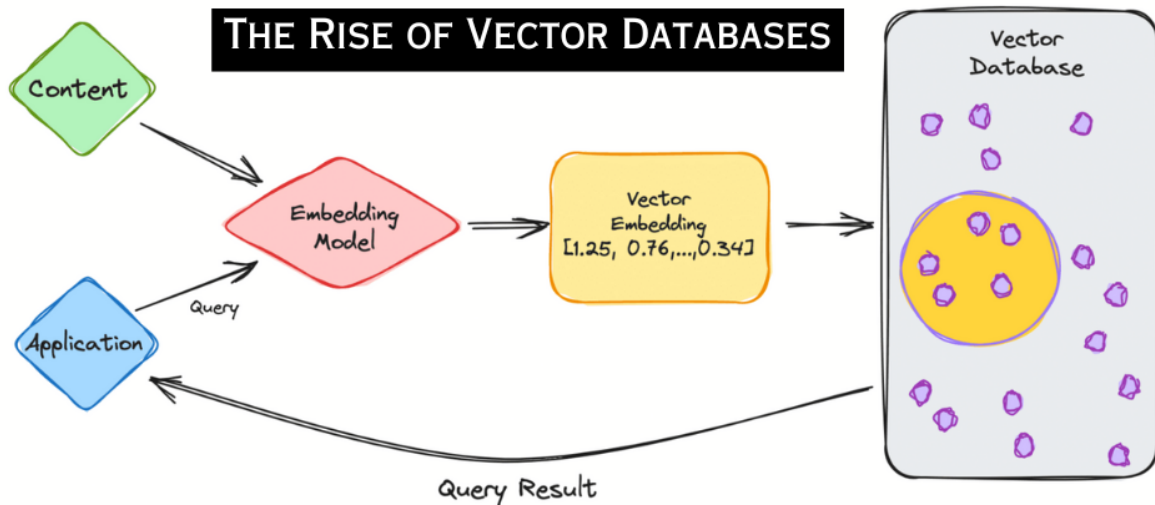 THE RISE OF VECTOR DATABASES
Content
Application
Query
Embedding
Model
Vector
Embedding
[1.25, 0.76,...,0.34]
Vector
Database
Query Result